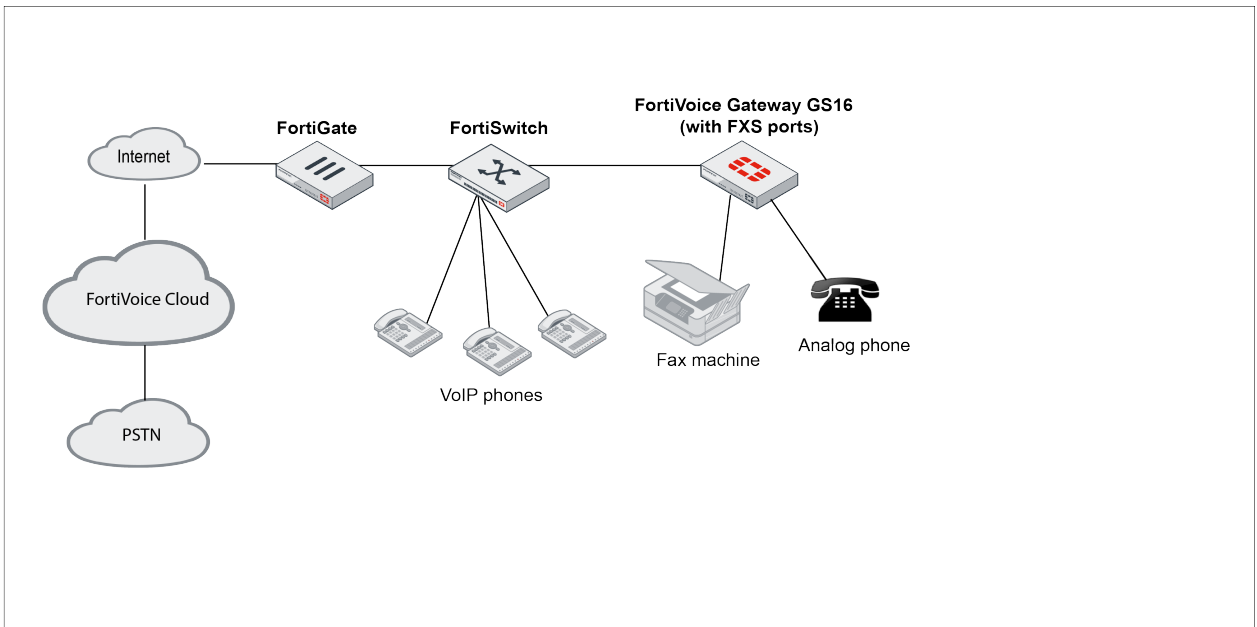 FortiVoice Gateway GS16
(with FXS ports)
FortiGate
FortiSwitch
Internet
FortiVoice Cloud
Fax machine
Analog phone
VoIP phones
PSTN